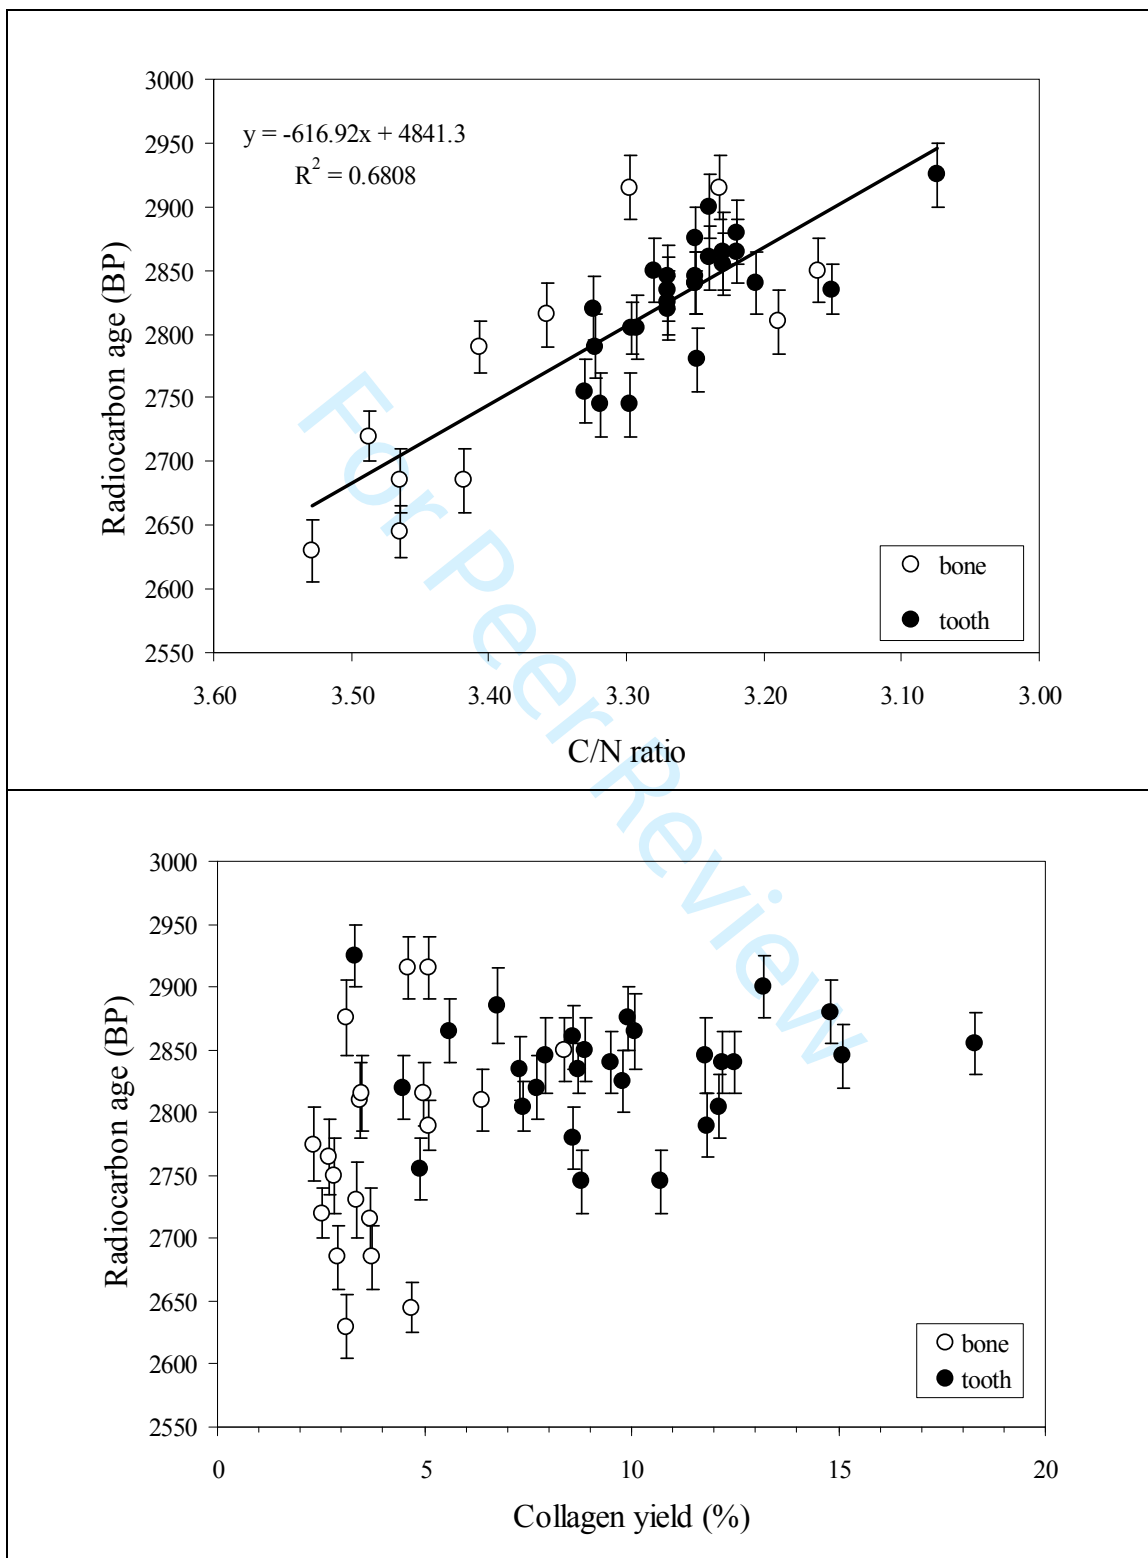 3000
2950
2900
2850
2800
2750
2700
2650
2600
2550
Radiocarbon age (BP)
y = -616.92x + 4841.3
R² = 0.6808
bone
tooth
3.60 3.50 3.40 3.30 3.20 3.10 3.00
C/N ratio
For Peer Review
3000
2950
2900
2850
2800
2750
2700
2650
2600
2550
Radiocarbon age (BP)
bone
tooth
0 5 10 15 20
Collagen yield (%)